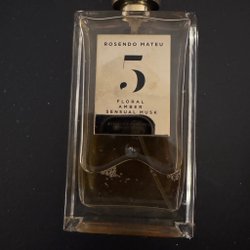 ROSENDO MATEU
5
FLORAL
AMBER
SENSUAL MUSK